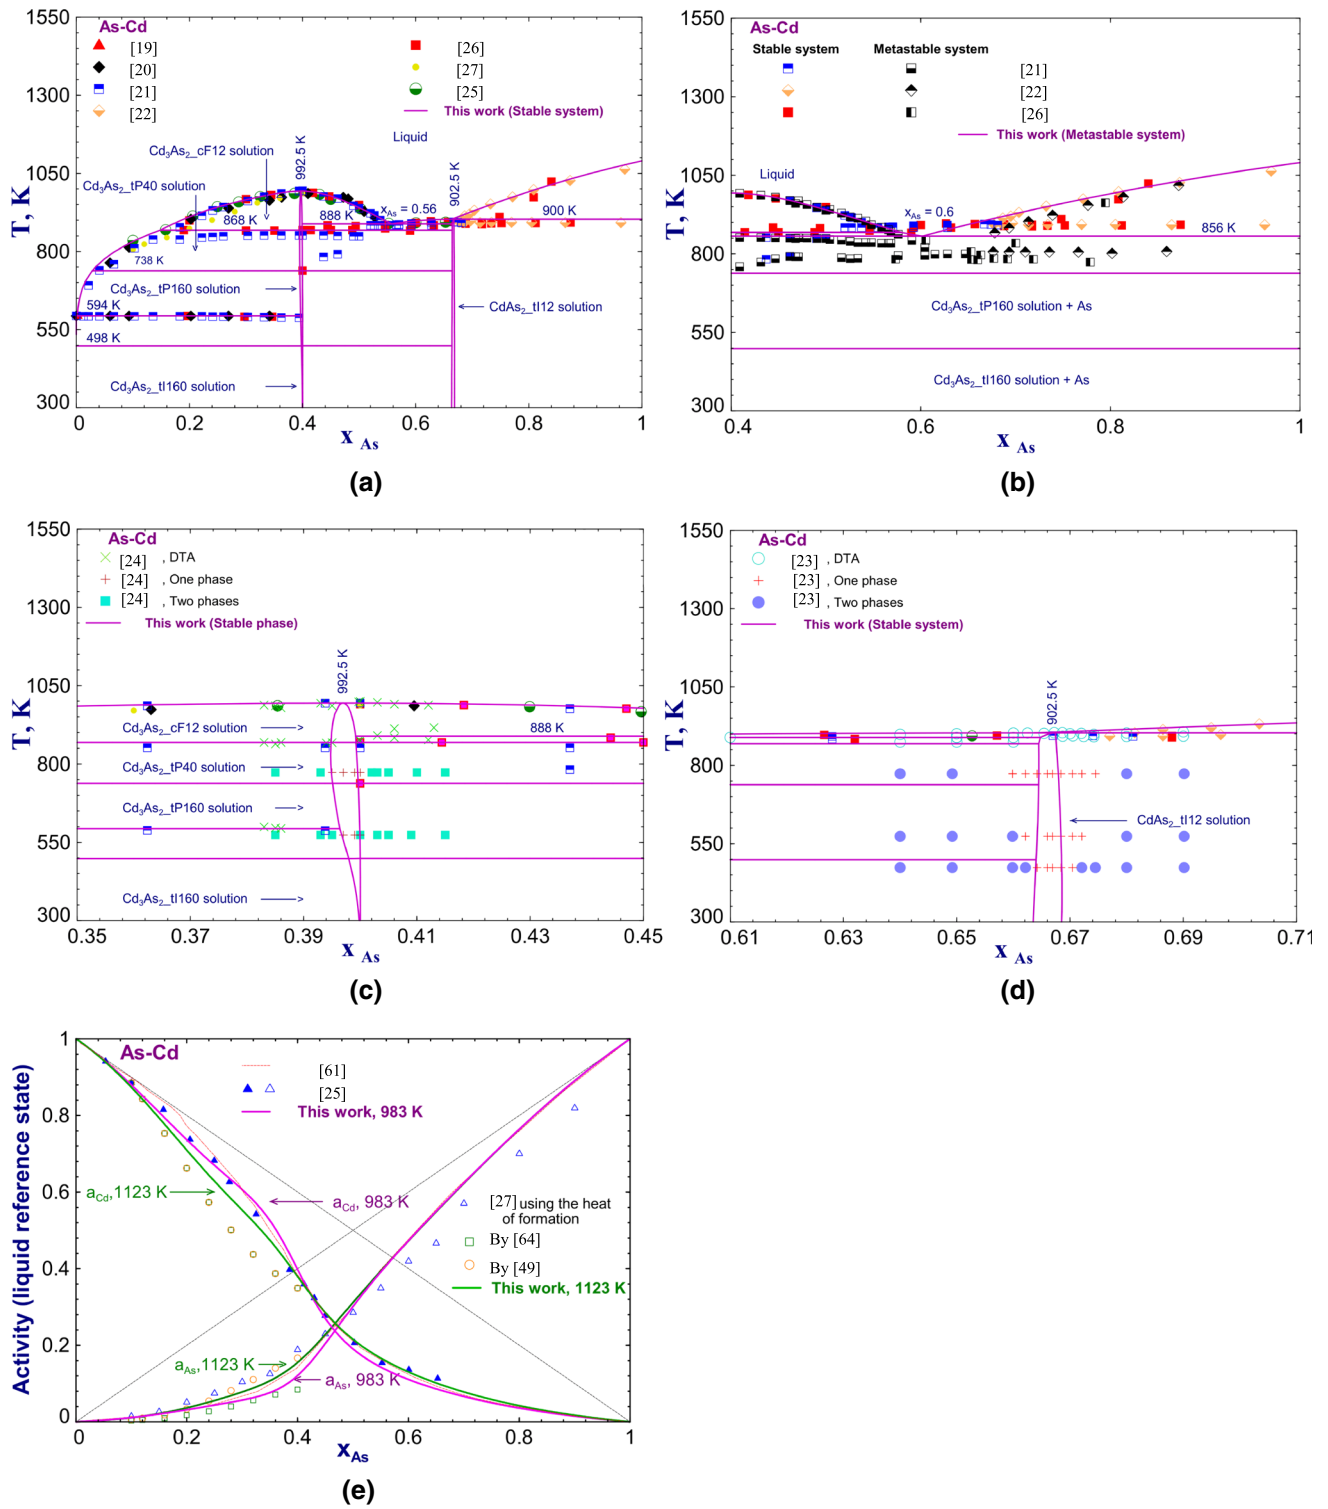 As-Cd
[19]
[20]
[21]
[22]
[26]
[27]
[25]
This work (Stable system)
Liquid
Cd3As2_cF12 solution
992.5 K
902.5 K
Cd3As2_tP40 solution
868 K
888 K
xAs = 0.56
900 K
738 K
Cd3As2_tP160 solution
CdAs2_tI12 solution
594 K
498 K
Cd3As2_tI160 solution
1550
1300
1050
800
550
300
T, K
0
0.2
0.4
0.6
0.8
1
x As
(a)
As-Cd
Stable system
Metastable system
[21]
[22]
[26]
This work (Metastable system)
Liquid
xAs = 0.6
856 K
Cd3As2_tP160 solution + As
Cd3As2_tI160 solution + As
1550
1300
1050
800
550
300
T, K
0.4
0.6
0.8
1
x As
(b)
As-Cd
[24] , DTA
[24] , One phase
[24] , Two phases
This work (Stable phase)
992.5 K
888 K
Cd3As2_cF12 solution
Cd3As2_tP40 solution
Cd3As2_tP160 solution
Cd3As2_tI160 solution
1550
1300
1050
800
550
300
T, K
0.35
0.37
0.39
0.41
0.43
0.45
x As
(c)
As-Cd
[23] , DTA
[23] , One phase
[23] , Two phases
This work (Stable system)
902.5 K
CdAs2_tI12 solution
1550
1300
1050
800
550
300
T, K
0.61
0.63
0.65
0.67
0.69
0.71
x As
(d)
As-Cd
[61]
[25]
This work, 983 K
aCd,1123 K
aCd, 983 K
[27] using the heat
of formation
By [64]
By [49]
This work, 1123 K
aAs,1123 K
aAs, 983 K
1
0.8
0.6
0.4
0.2
0
Activity (liquid reference state)
0
0.2
0.4
0.6
0.8
1
xAs
(e)